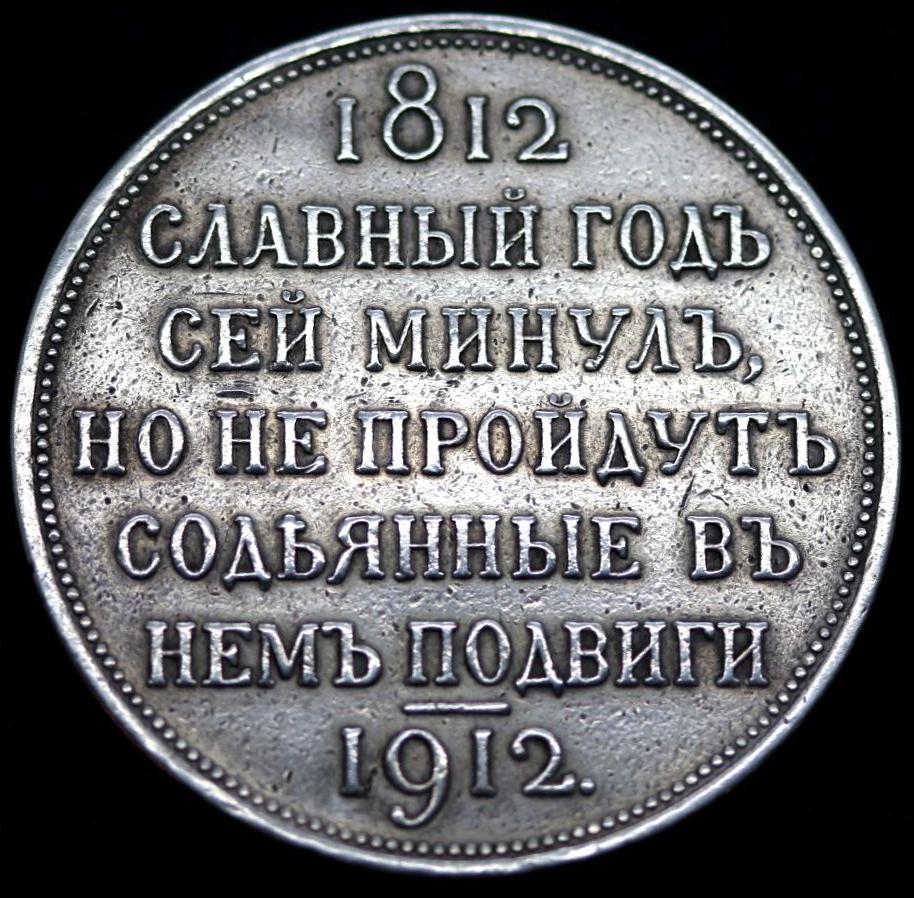 1812
СЛАВНЫЙ ГОДЪ
СЕЙ МИНУЛЪ,
НО НЕ ПРОЙДУТЪ
СОДѢЯННЫЕ ВЪ
НЕМЪ ПОДВИГИ
1912.